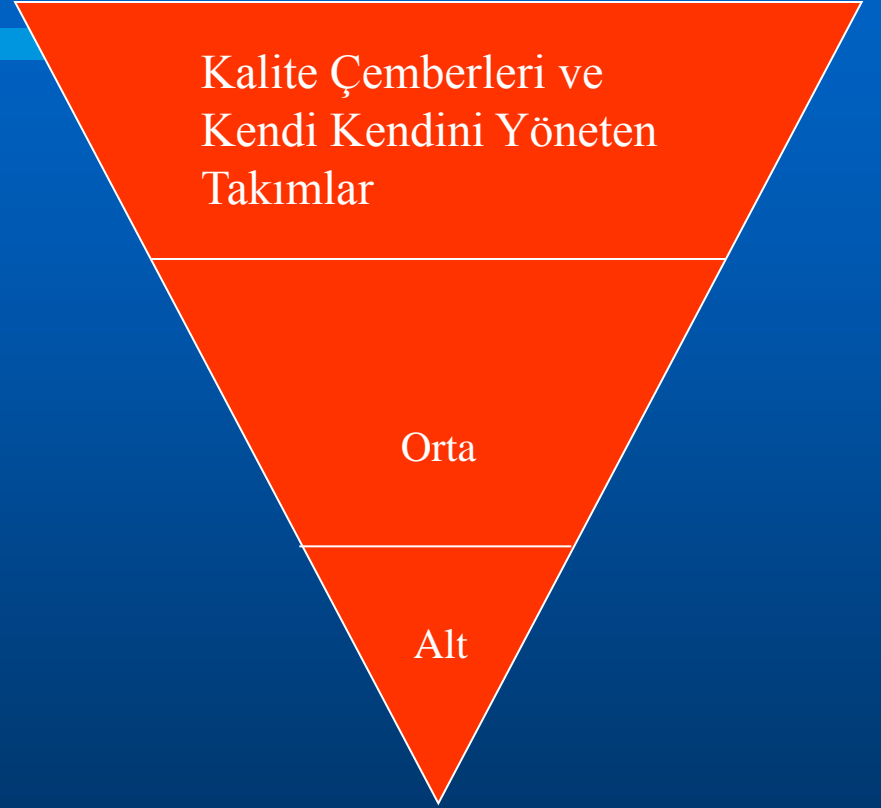 Kalite Çemberleri ve
Kendi Kendini Yöneten
Takımlar
Orta
Alt